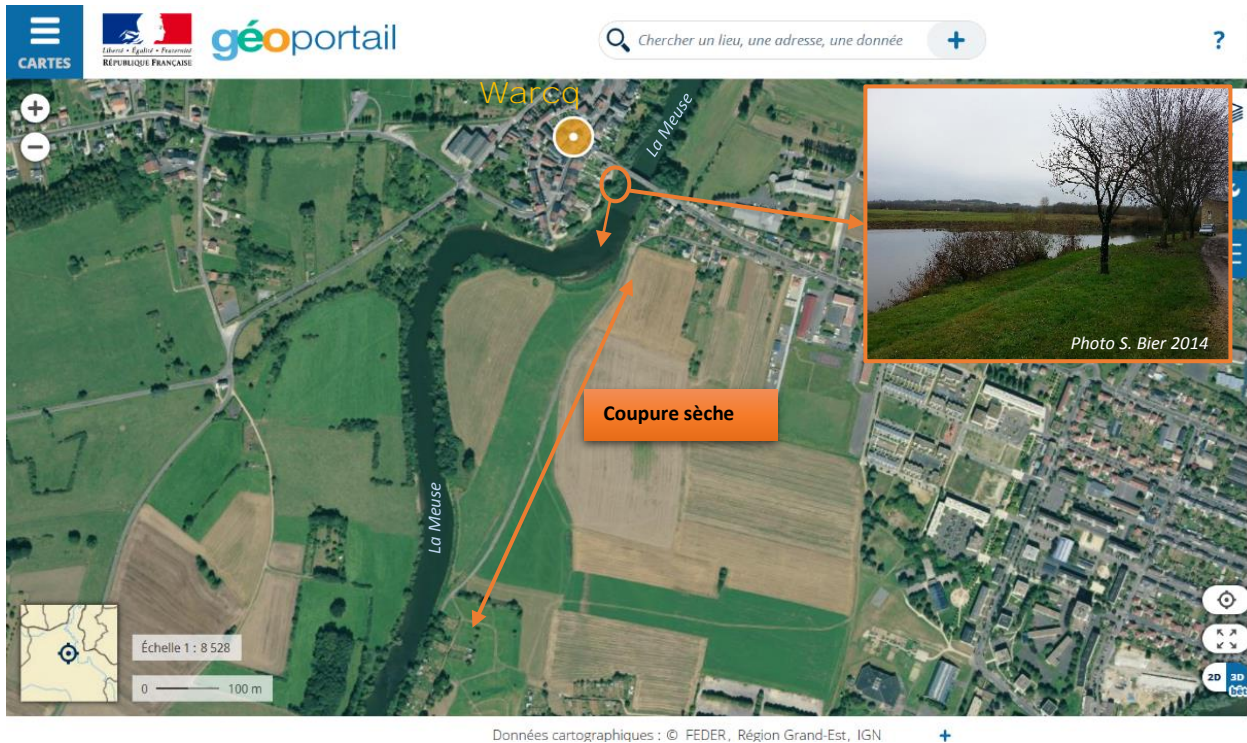 CARTES
Liberté • Égalité • Fraternité
RÉPUBLIQUE FRANÇAISE
géoportail
Chercher un lieu, une adresse, une donnée
+
?
+
−
Warcq
La Meuse
Photo S. Bier 2014
Coupure sèche
La Meuse
Échelle 1 : 8 528
0 100 m
2D 3D
bêt
Données cartographiques : © FEDER, Région Grand-Est, IGN +